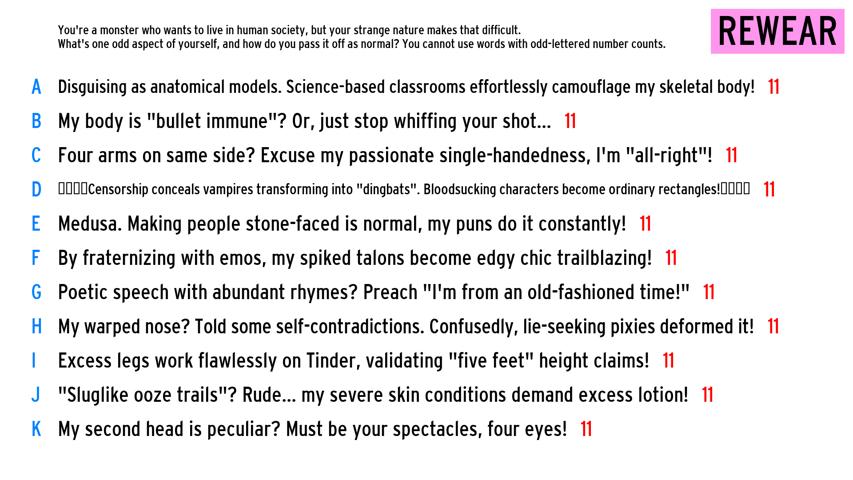 You're a monster who wants to live in human society, but your strange nature makes that difficult.
What's one odd aspect of yourself, and how do you pass it off as normal? You cannot use words with odd-lettered number counts.
REWEAR
A Disguising as anatomical models. Science-based classrooms effortlessly camouflage my skeletal body! 11
B My body is "bullet immune"? Or, just stop whiffing your shot... 11
C Four arms on same side? Excuse my passionate single-handedness, I'm "all-right"! 11
D ▯▯▯▯Censorship conceals vampires transforming into "dingbats". Bloodsucking characters become ordinary rectangles!▯▯▯▯ 11
E Medusa. Making people stone-faced is normal, my puns do it constantly! 11
F By fraternizing with emos, my spiked talons become edgy chic trailblazing! 11
G Poetic speech with abundant rhymes? Preach "I'm from an old-fashioned time!" 11
H My warped nose? Told some self-contradictions. Confusedly, lie-seeking pixies deformed it! 11
I Excess legs work flawlessly on Tinder, validating "five feet" height claims! 11
J "Sluglike ooze trails"? Rude... my severe skin conditions demand excess lotion! 11
K My second head is peculiar? Must be your spectacles, four eyes! 11